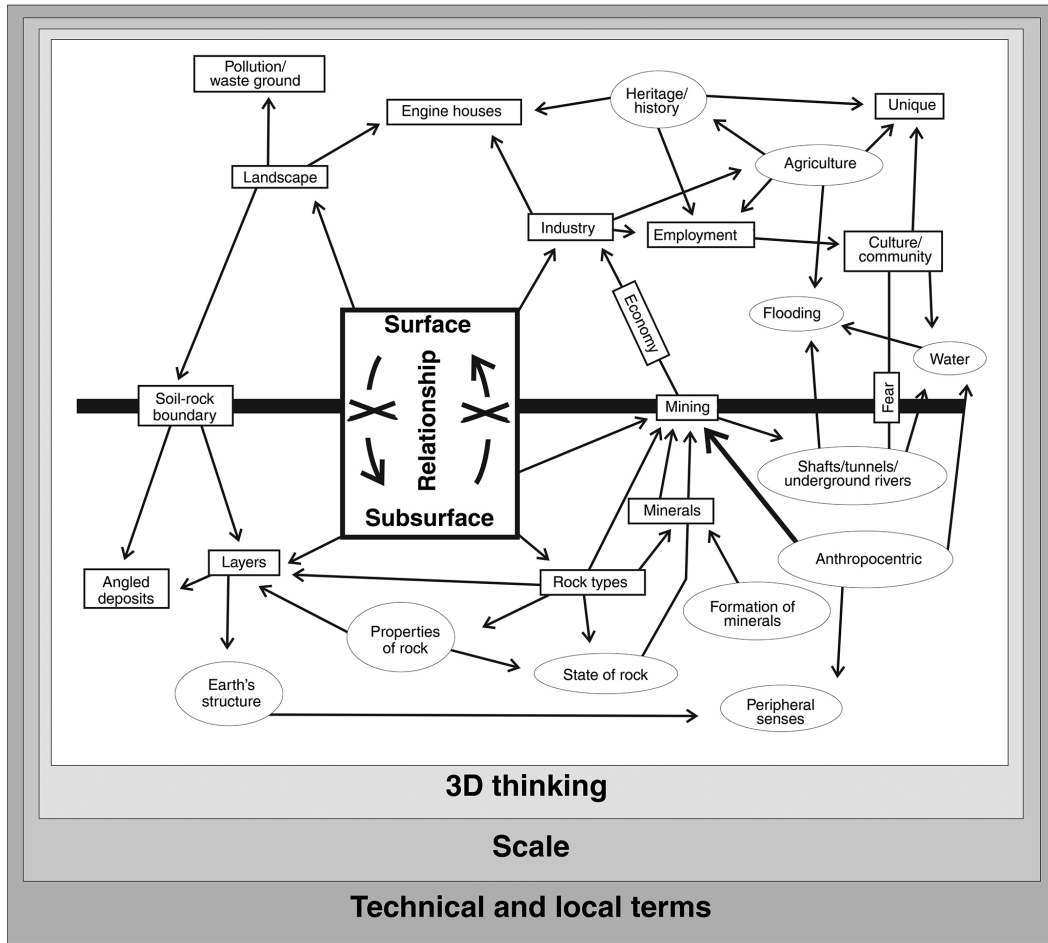 Pollution/
waste ground
Engine houses
Heritage/
history
Unique
Landscape
Agriculture
Industry
Employment
Culture/
community
Economy
Flooding
Water
Surface
Relationship
Subsurface
Soil-rock
boundary
Mining
Fear
Shafts/tunnels/
underground rivers
Minerals
Anthropocentric
Layers
Angled
deposits
Rock types
Formation of
minerals
Properties
of rock
State of rock
Earth's
structure
Peripheral
senses
3D thinking
Scale
Technical and local terms